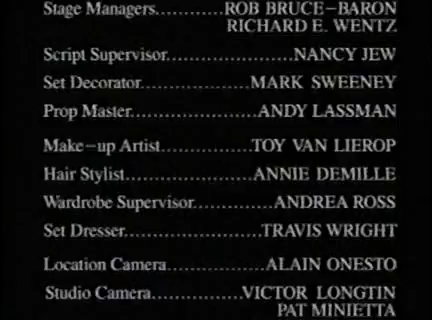 Stage Managers............ROB BRUCE-BARON
RICHARD E. WENTZ
Script Supervisor..................NANCY JEW
Set Decorator................MARK SWEENEY
Prop Master...................ANDY LASSMAN
Make-up Artist.............TOY VAN LIEROP
Hair Stylist....................ANNIE DEMILLE
Wardrobe Supervisor............ANDREA ROSS
Set Dresser.....................TRAVIS WRIGHT
Location Camera..............ALAIN ONESTO
Studio Camera.............VICTOR LONGTIN
PAT MINIETTA